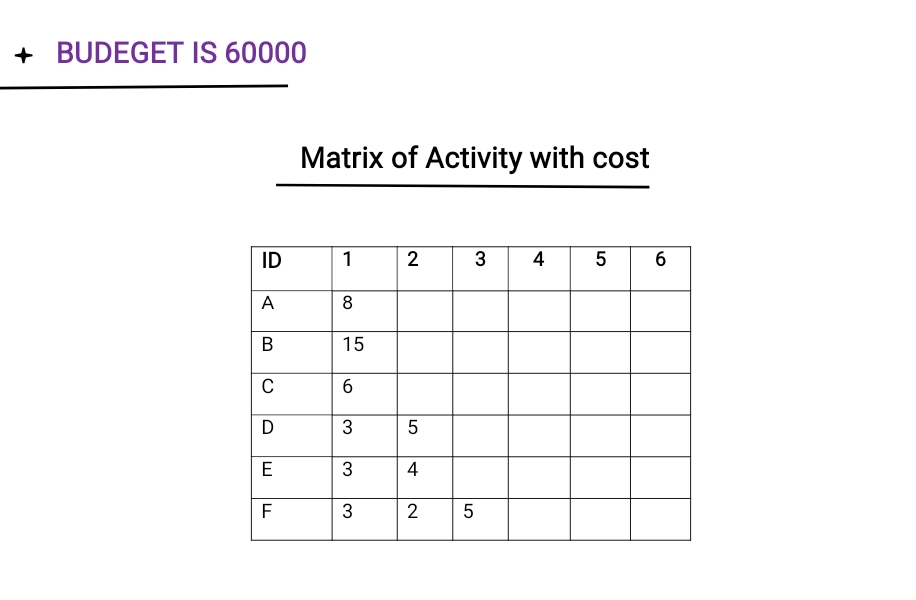 BUDEGET IS 60000
Matrix of Activity with cost
ID 1 2 3 4 5 6
A 8
B 15
C 6
D 3 5
E 3 4
F 3 2 5